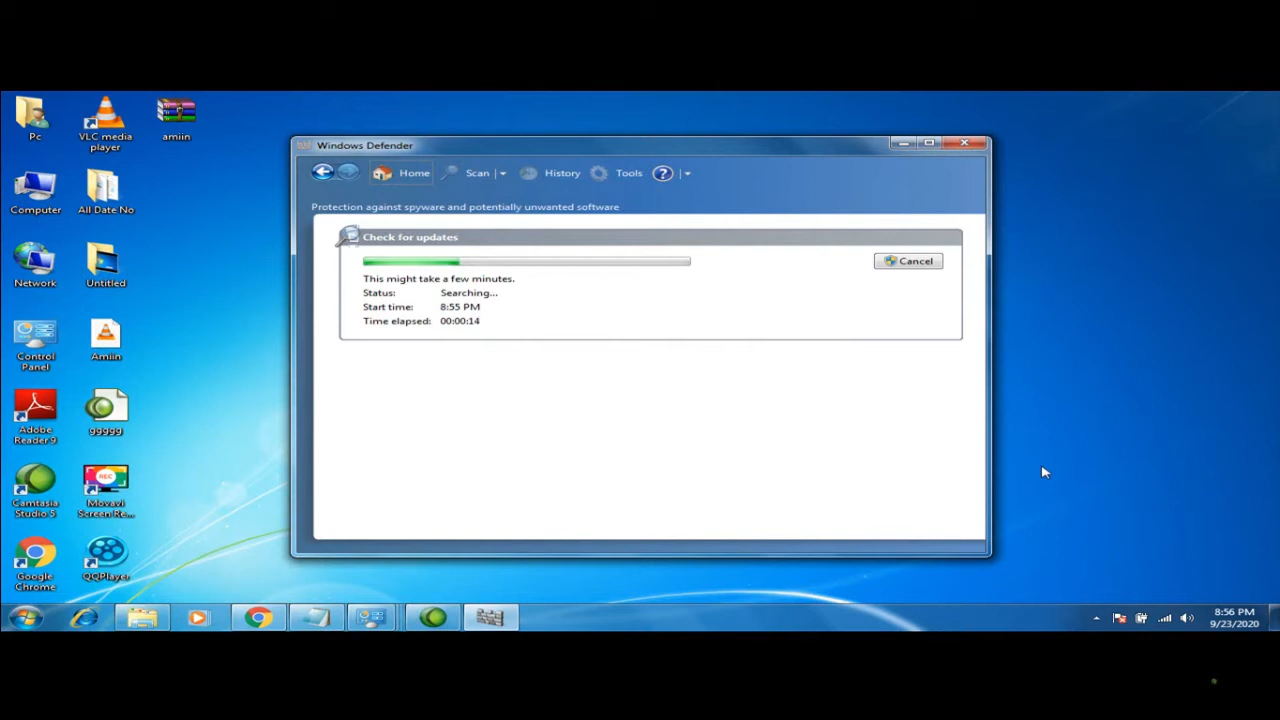 Pc
VLC media
player
amiin
Computer
All Date No
Network
Untitled
Control
Panel
Amiin
Adobe
Reader 9
ggggg
Camtasia
Studio 5
Movavi
Screen Re...
Google
Chrome
QQPlayer
Windows Defender
Home
Scan
History
Tools
?
Protection against spyware and potentially unwanted software
Check for updates
Cancel
This might take a few minutes.
Status: Searching...
Start time: 8:55 PM
Time elapsed: 00:00:14
8:56 PM
9/23/2020